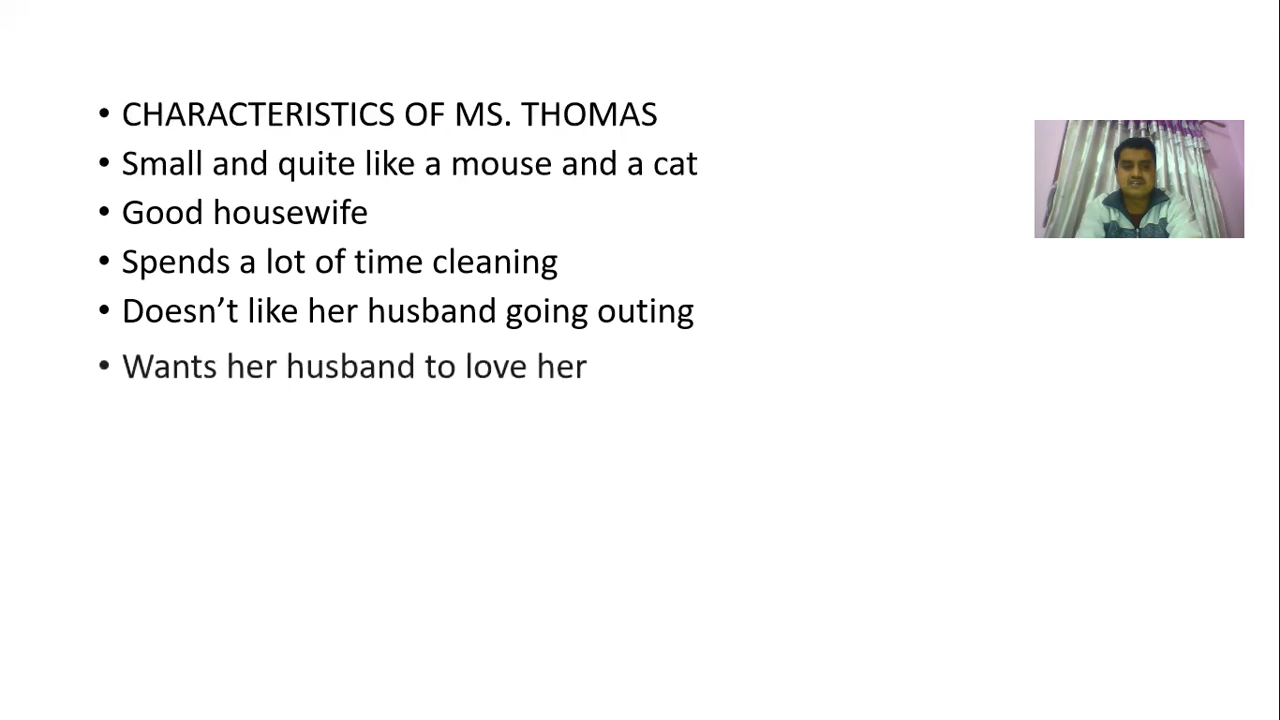 • CHARACTERISTICS OF MS. THOMAS
• Small and quite like a mouse and a cat
• Good housewife
• Spends a lot of time cleaning
• Doesn’t like her husband going outing
• Wants her husband to love her